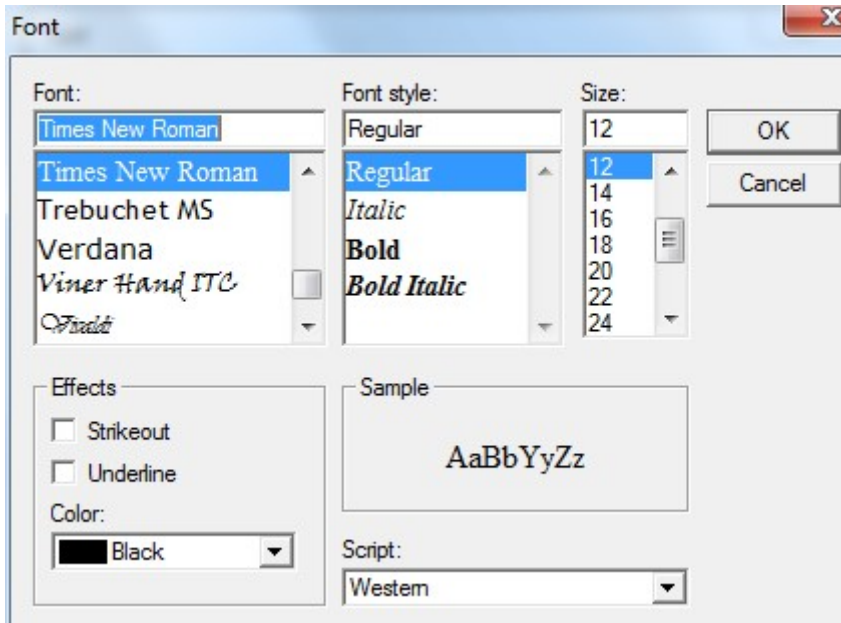 Font
Font:
Times New Roman
Times New Roman
Trebuchet MS
Verdana
Viner Hand ITC
Vivaldi
Font style:
Regular
Regular
Italic
Bold
Bold Italic
Size:
12
12
14
16
18
20
22
24
OK
Cancel
Effects
Strikeout
Underline
Color:
Black
Sample
AaBbYyZz
Script:
Western